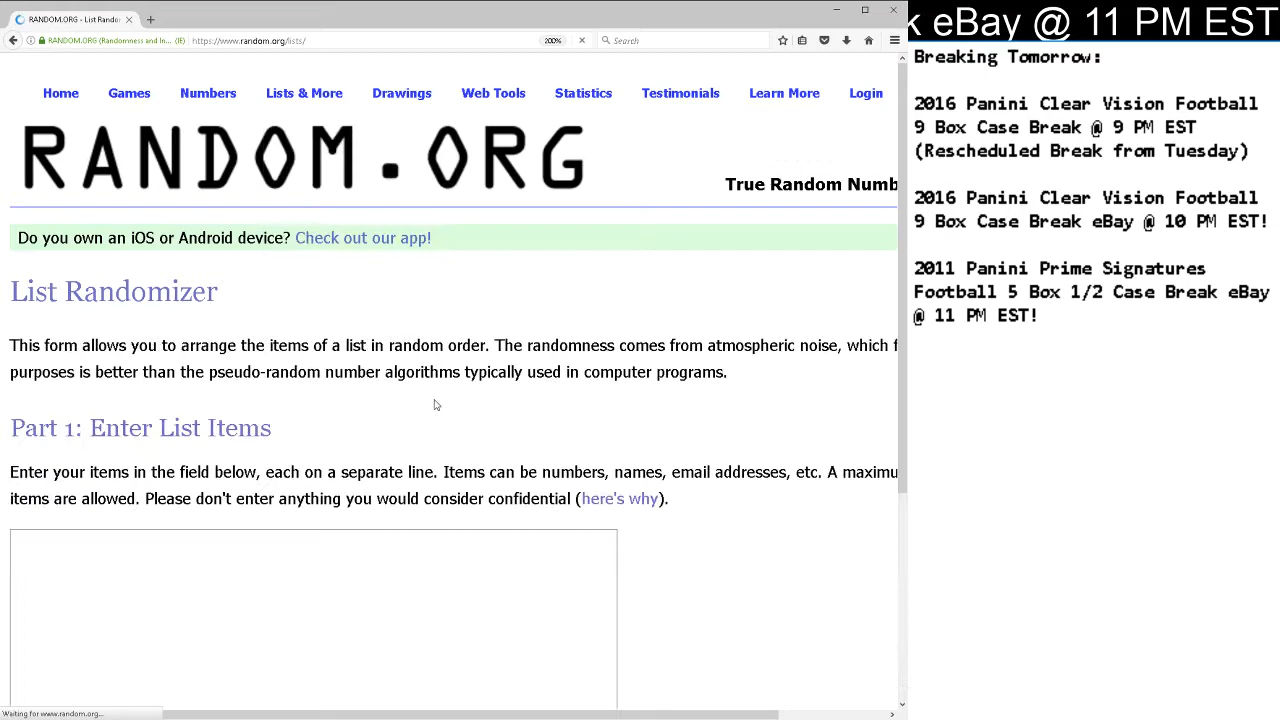 RANDOM.ORG - List Rando
RANDOM.ORG (Randomness and In... (IE)
https://www.random.org/lists/
200%
Search
Home Games Numbers Lists & More Drawings Web Tools Statistics Testimonials Learn More Login
RANDOM.ORG
True Random Numb
Do you own an iOS or Android device? Check out our app!
List Randomizer
This form allows you to arrange the items of a list in random order. The randomness comes from atmospheric noise, which f
purposes is better than the pseudo-random number algorithms typically used in computer programs.
Part 1: Enter List Items
Enter your items in the field below, each on a separate line. Items can be numbers, names, email addresses, etc. A maximu
items are allowed. Please don't enter anything you would consider confidential (here's why).
Waiting for www.random.org...
k eBay @ 11 PM EST
Breaking Tomorrow:
2016 Panini Clear Vision Football
9 Box Case Break @ 9 PM EST
(Rescheduled Break from Tuesday)
2016 Panini Clear Vision Football
9 Box Case Break eBay @ 10 PM EST!
2011 Panini Prime Signatures
Football 5 Box 1/2 Case Break eBay
@ 11 PM EST!